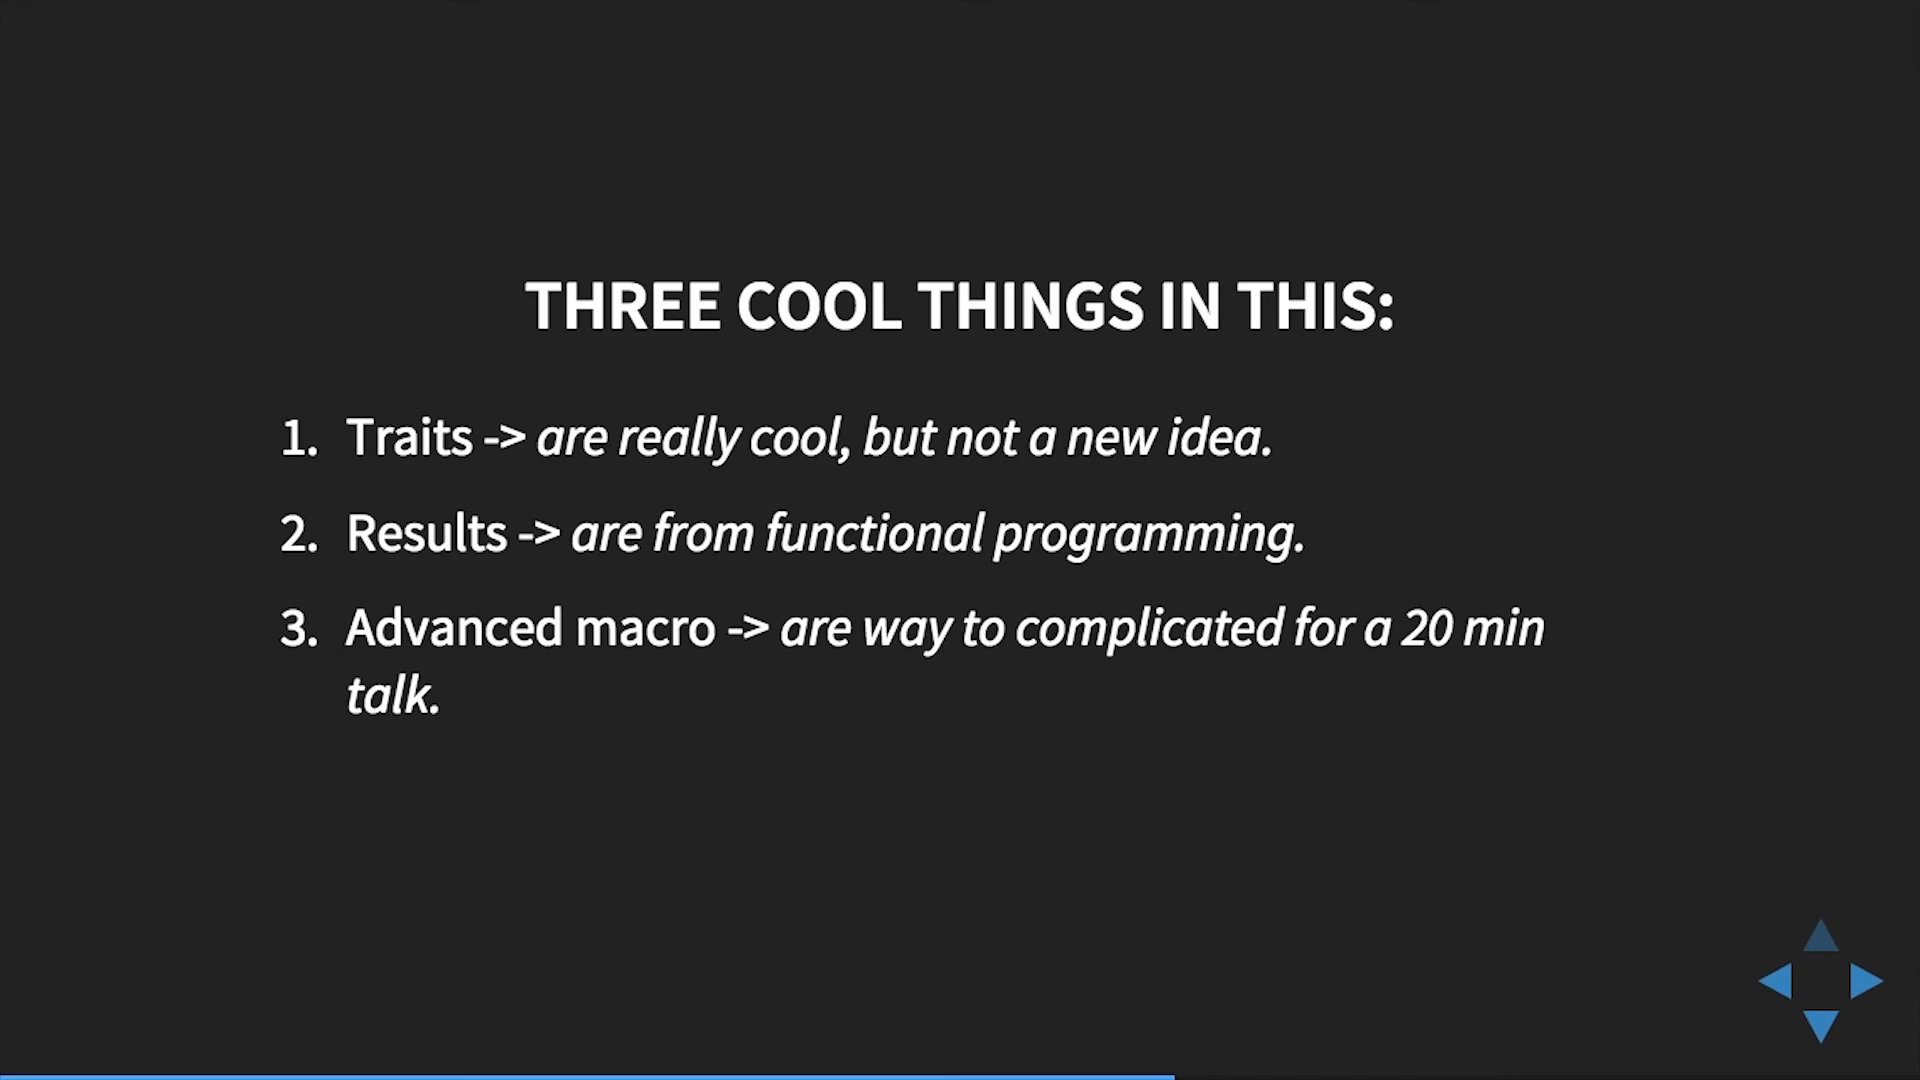 THREE COOL THINGS IN THIS:
1. Traits -> are really cool, but not a new idea.
2. Results -> are from functional programming.
3. Advanced macro -> are way to complicated for a 20 min
talk.